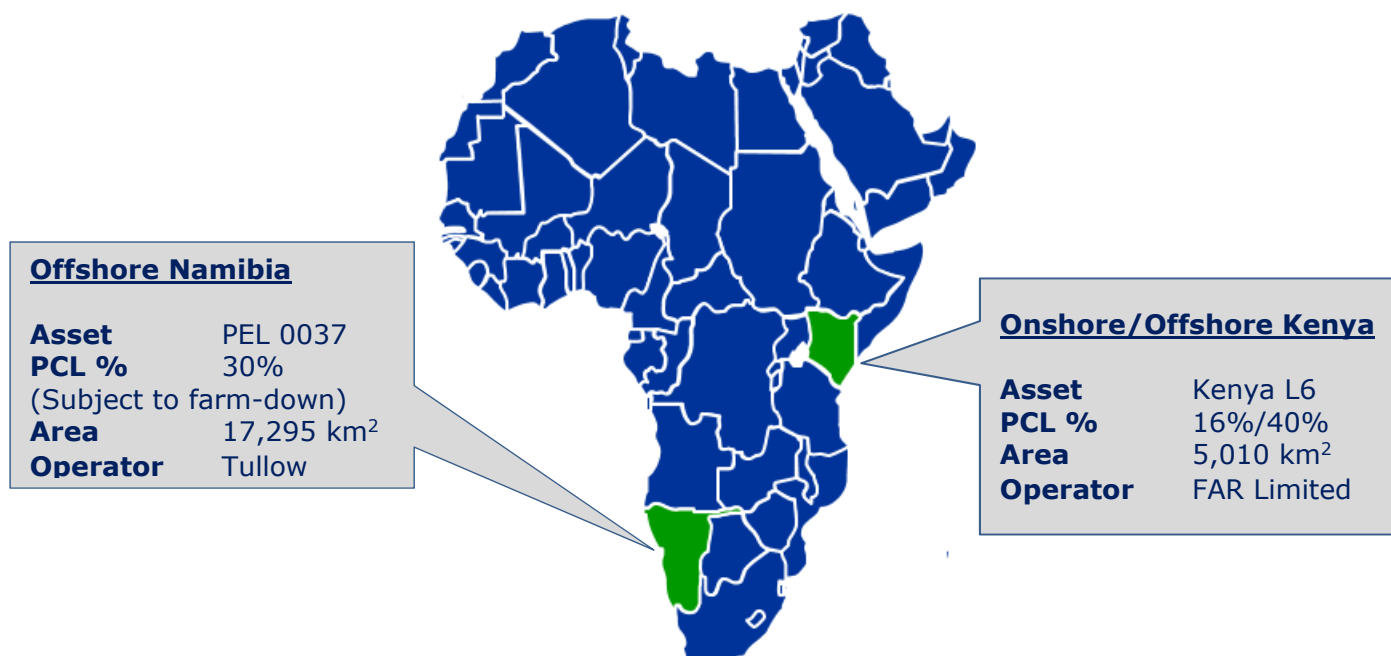 Offshore Namibia
Asset PEL 0037
PCL % 30%
(Subject to farm-down)
Area 17,295 km²
Operator Tullow
Onshore/Offshore Kenya
Asset Kenya L6
PCL % 16%/40%
Area 5,010 km²
Operator FAR Limited